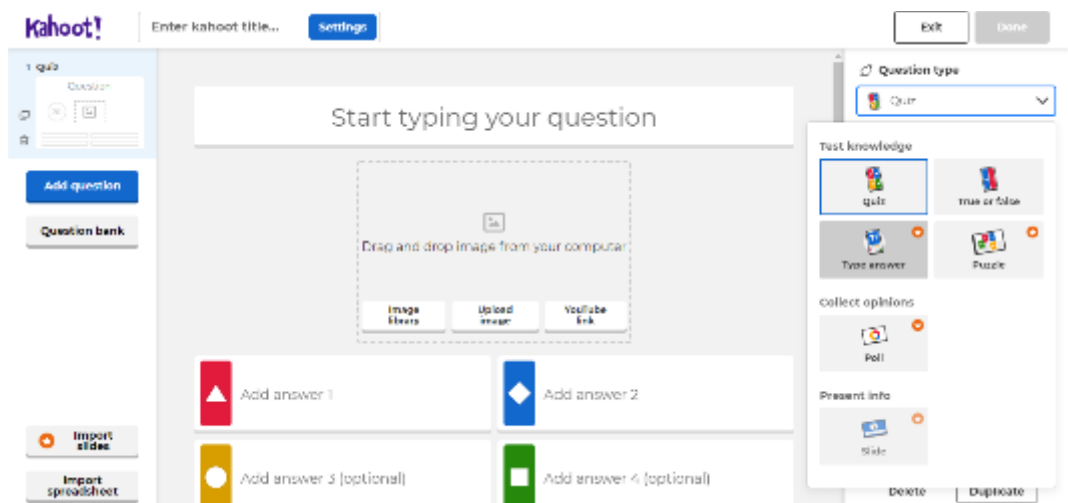 Kahoot!
Enter kahoot title...
Settings
Exit
Done
1 Quiz
Question
Add question
Question bank
Import
slides
Import
spreadsheet
Start typing your question
Drag and drop image from your computer
Image
library
Upload
image
YouTube
link
Add answer 1
Add answer 2
Add answer 3 (optional)
Add answer 4 (optional)
Question type
Quiz
Test knowledge
Quiz
True or false
Type answer
Puzzle
Collect opinions
Poll
Present info
Slide
Delete
Duplicate